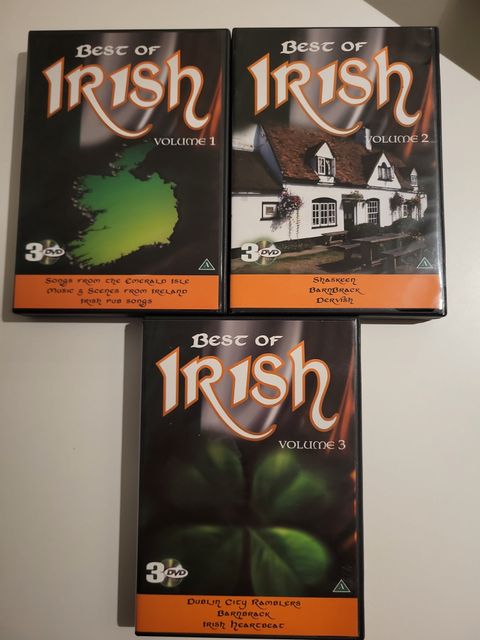 Best of
Irish
Volume 1
3 DVD
Songs from the Emerald Isle
Music & Scenes from Ireland
Irish Pub Songs
Best of
Irish
Volume 2
3 DVD
Shaskeen
BarnBrack
Dervish
Best of
Irish
Volume 3
3 DVD
Dublin City Ramblers
Barnbrack
Irish Heartbeat